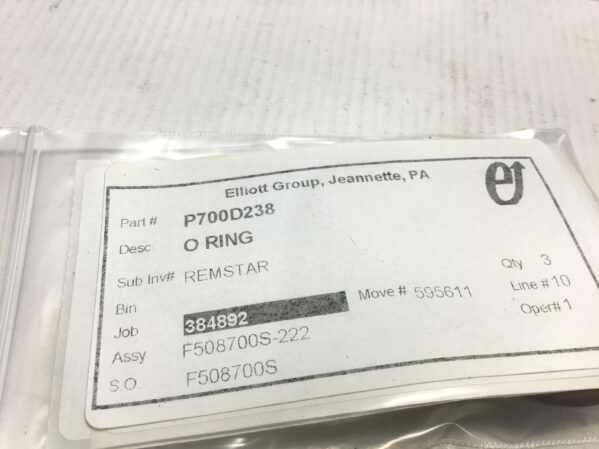 Elliott Group, Jeannette, PA
Part # P700D238
Desc O RING
Sub Inv# REMSTAR Qty 3
Bin Move # 595611 Line # 10
Job 384892 Oper# 1
Assy F508700S-222
S.O. F508700S